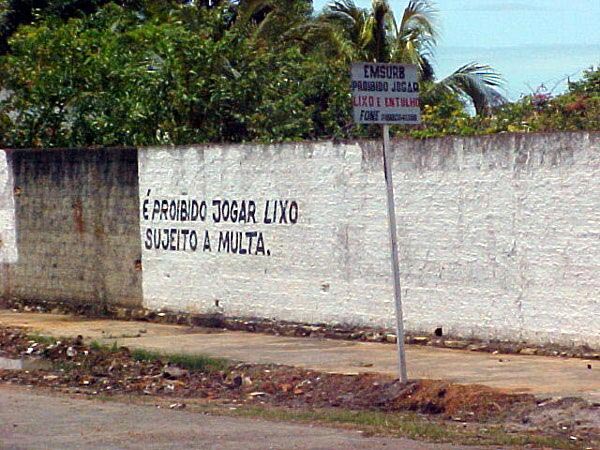 EMSURB
PROIBIDO JOGAR
LIXO E ENTULHO
FONE
É PROIBIDO JOGAR LIXO
SUJEITO A MULTA.